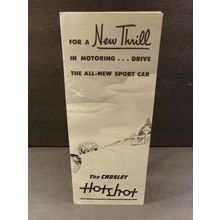 FOR A New Thrill
IN MOTORING ... DRIVE
THE ALL-NEW SPORT CAR
The CROSLEY
Hotshot